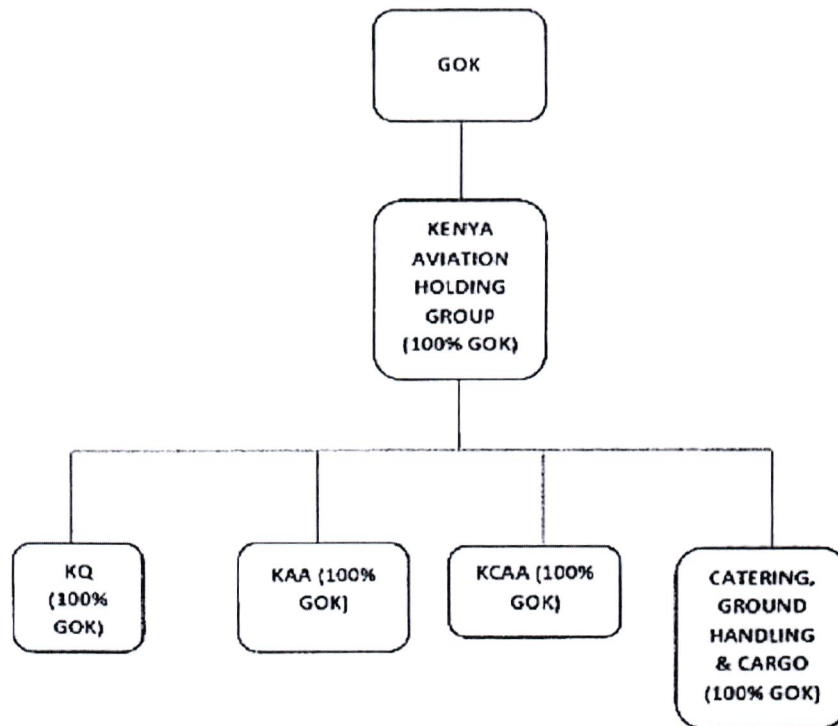 GOK
KENYA
AVIATION
HOLDING
GROUP
(100% GOK)
KQ
(100%
GOK)
KAA (100%
GOK)
KCAA (100%
GOK)
CATERING,
GROUND
HANDLING
& CARGO
(100% GOK)